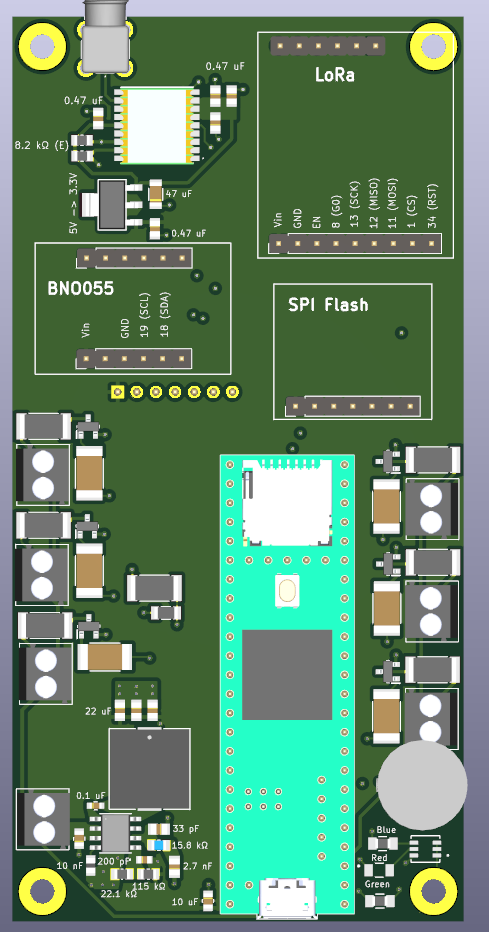 0.47 uF
LoRa
0.47 uF
8.2 kΩ (E)
5V -> 3.3V
47 uF
0.47 uF
Vin
GND
EN
8 (G0)
13 (SCK)
12 (MISO)
11 (MOSI)
1 (CS)
34 (RST)
BNO055
Vin
GND
19 (SCL)
18 (SDA)
SPI Flash
22 uF
0.1 uF
33 pF
15.8 kΩ
200 pF
10 nF
2.7 nF
115 kΩ
22.1 kΩ
10 uF
Blue
Red
Green